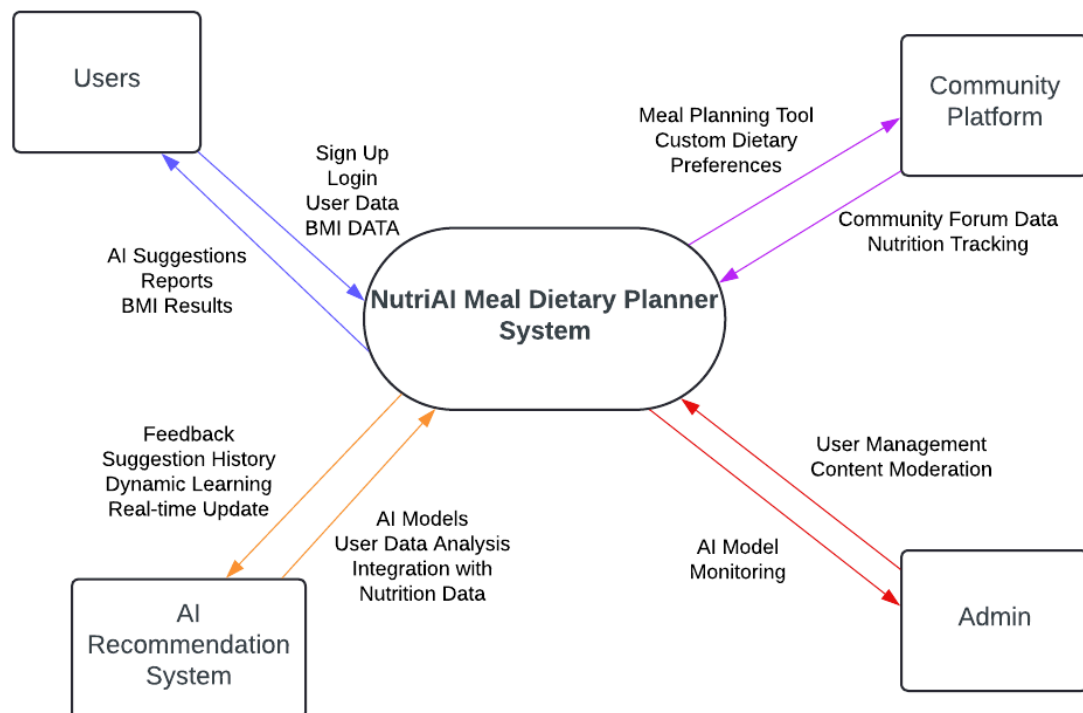 Users
Community
Platform
Meal Planning Tool
Custom Dietary
Preferences
Sign Up
Login
User Data
BMI DATA
Community Forum Data
Nutrition Tracking
AI Suggestions
Reports
BMI Results
NutriAI Meal Dietary Planner
System
Feedback
Suggestion History
Dynamic Learning
Real-time Update
User Management
Content Moderation
AI Models
User Data Analysis
Integration with
Nutrition Data
AI Model
Monitoring
AI
Recommendation
System
Admin